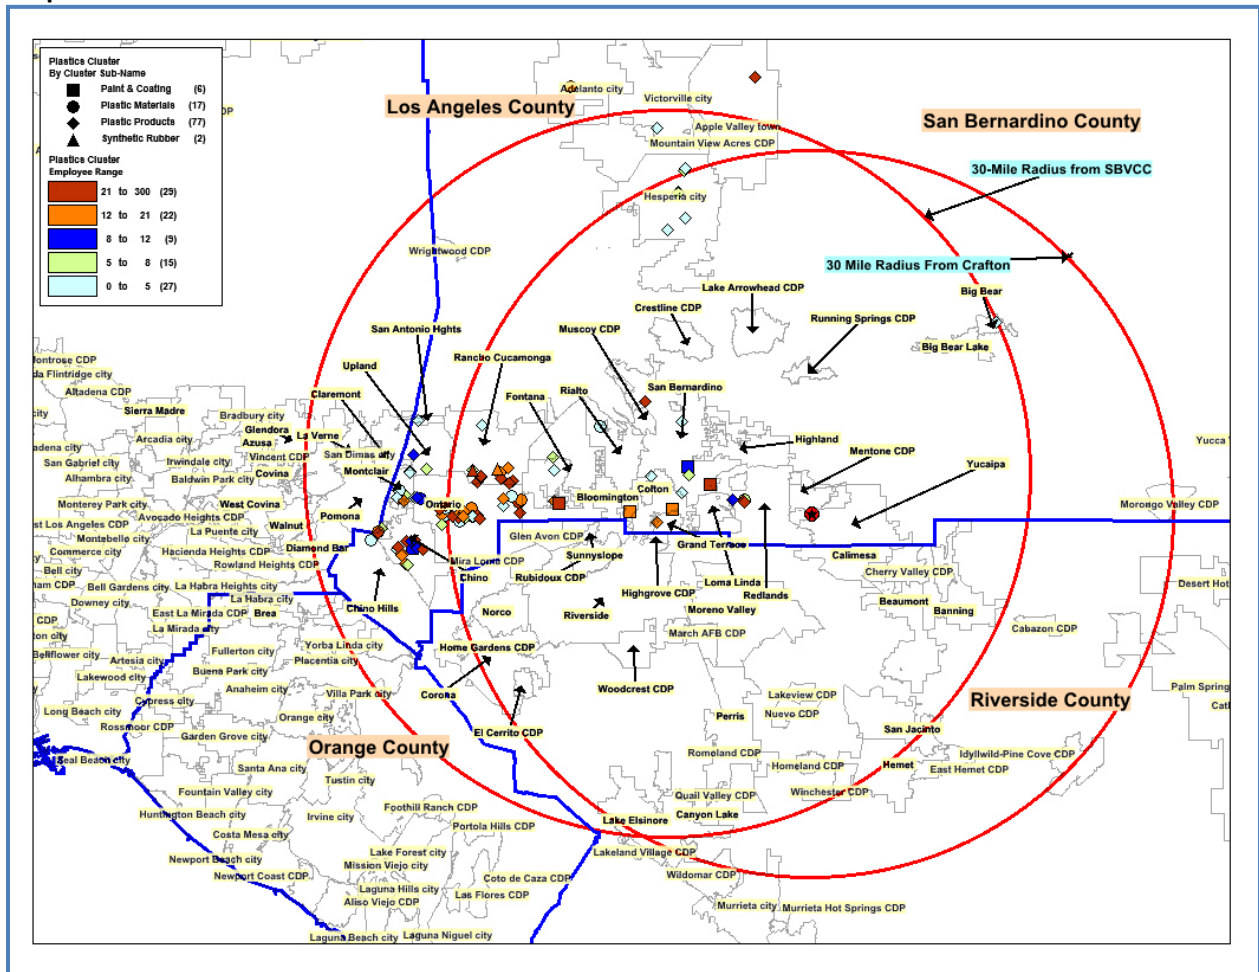 Plastics Cluster
By Cluster Sub-Name
Paint & Coating (6)
Plastic Materials (17)
Plastic Products (77)
Synthetic Rubber (2)
Plastics Cluster
Employee Range
21 to 300 (29)
12 to 21 (22)
8 to 12 (9)
5 to 8 (15)
0 to 5 (27)
Adelanto city
Victorville city
Los Angeles County
San Bernardino County
Apple Valley town
Mountain View Acres CDP
30-Mile Radius from SBVCC
Hesperia city
Wrightwood CDP
30 Mile Radius From Crafton
Lake Arrowhead CDP
Big Bear
Crestline CDP
Running Springs CDP
San Antonio Hghts
Muscoy CDP
Big Bear Lake
Rancho Cucamonga
Upland
San Bernardino
Rialto
Claremont
Fontana
Altadena CDP
Sierra Madre
Bradbury city
Glendora
La Verne
Arcadia city
Azusa
Highland
San Dimas city
Vincent CDP
Mentone CDP
San Gabriel city
Irwindale city
Covina
Montclair
Yucaipa
Alhambra city
Baldwin Park city
Colton
Bloomington
Monterey Park city
West Covina
Ontario
Morongo Valley CDP
Pomona
Avocado Heights CDP
st Los Angeles CDP
Walnut
La Puente city
Montebello city
Glen Avon CDP
Commerce city
Hacienda Heights CDP
Diamond Bar
Grand Terrace
Sunnyslope
Calimesa
Rowland Heights CDP
Mira Loma CDP
Bell city
Cherry Valley CDP
Chino
Rubidoux CDP
Loma Linda
Desert Hot
Bell Gardens city
La Habra Heights city
Highgrove CDP
Redlands
Downey city
La Habra city
Chino Hills
Beaumont
Banning
East La Mirada CDP
Brea
Norco
Riverside
Moreno Valley
La Mirada city
March AFB CDP
Cabazon CDP
Fullerton city
Yorba Linda city
Home Gardens CDP
Bellflower city
Artesia city
Placentia city
Buena Park city
Lakewood city
Anaheim city
Villa Park city
Corona
Woodcrest CDP
Palm Spring
Cypress city
Lakeview CDP
Riverside County
Long Beach city
Orange city
Perris
Nuevo CDP
Rossmoor CDP
Garden Grove city
El Cerrito CDP
San Jacinto
Orange County
Romoland CDP
Idyllwild-Pine Cove CDP
Seal Beach city
Santa Ana city
Homeland CDP
Hemet
East Hemet CDP
Tustin city
Fountain Valley city
Quail Valley CDP
Winchester CDP
Foothill Ranch CDP
Huntington Beach city
Irvine city
Canyon Lake
Lake Elsinore
Portola Hills CDP
Costa Mesa city
Lake Forest city
Lakeland Village CDP
Newport Beach city
Mission Viejo city
Newport Coast CDP
Coto de Caza CDP
Wildomar CDP
Laguna Hills city
Las Flores CDP
Aliso Viejo CDP
Murrieta city
Murrieta Hot Springs CDP
Laguna Beach city
Laguna Niguel city